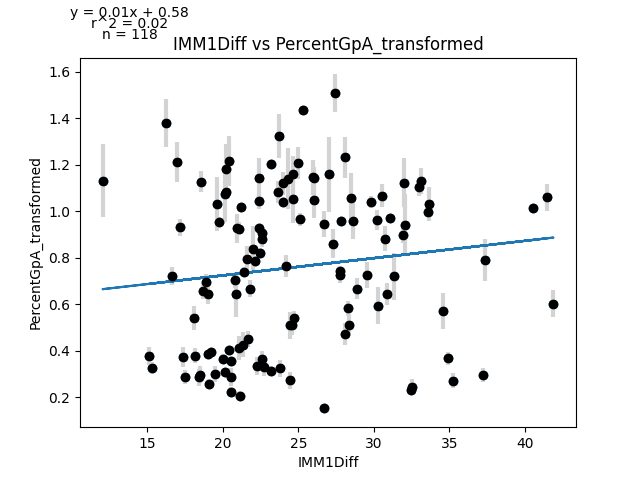 y = 0.01x + 0.58
r^2 = 0.02
n = 118
IMM1Diff vs PercentGpA_transformed
1.6
1.4
1.2
1.0
0.8
0.6
0.4
0.2
PercentGpA_transformed
15 20 25 30 35 40
IMM1Diff